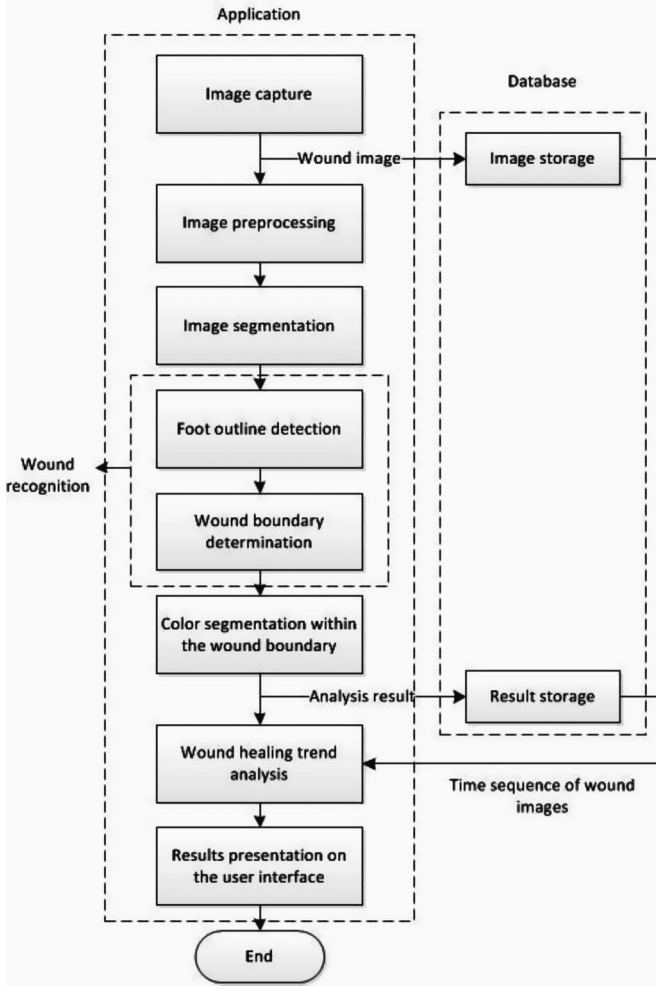 Application
Image capture
Database
Wound image
Image storage
Image preprocessing
Image segmentation
Foot outline detection
Wound
recognition
Wound boundary
determination
Color segmentation within
the wound boundary
Analysis result
Result storage
Wound healing trend
analysis
Time sequence of wound
images
Results presentation on
the user interface
End